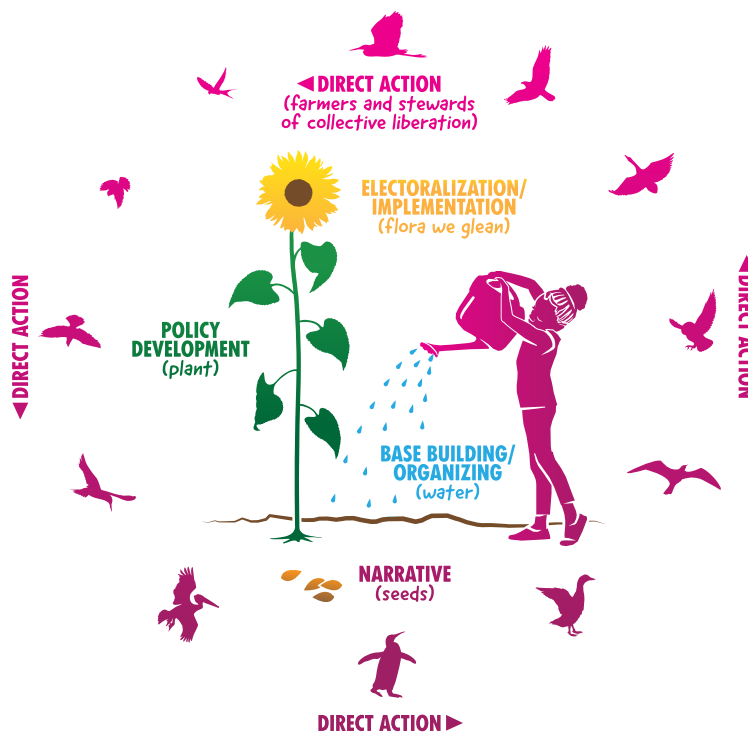 ◀ DIRECT ACTION
(farmers and stewards
of collective liberation)
ELECTORALIZATION/
IMPLEMENTATION
(flora we glean)
◀ DIRECT ACTION
◀ DIRECT ACTION
POLICY
DEVELOPMENT
(plant)
BASE BUILDING/
ORGANIZING
(water)
NARRATIVE
(seeds)
DIRECT ACTION ▶